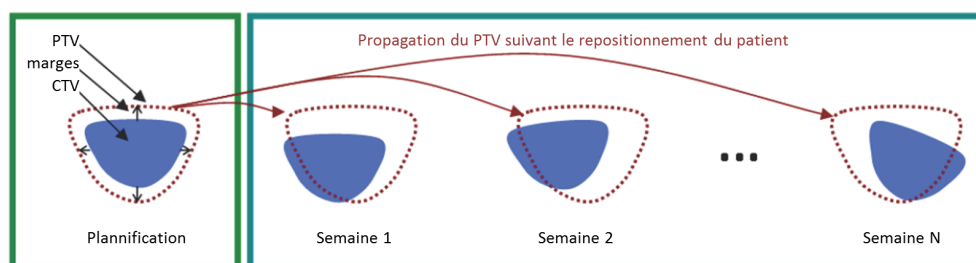 PTV
marges
CTV
Plannification
Propagation du PTV suivant le repositionnement du patient
Semaine 1
Semaine 2
Semaine N